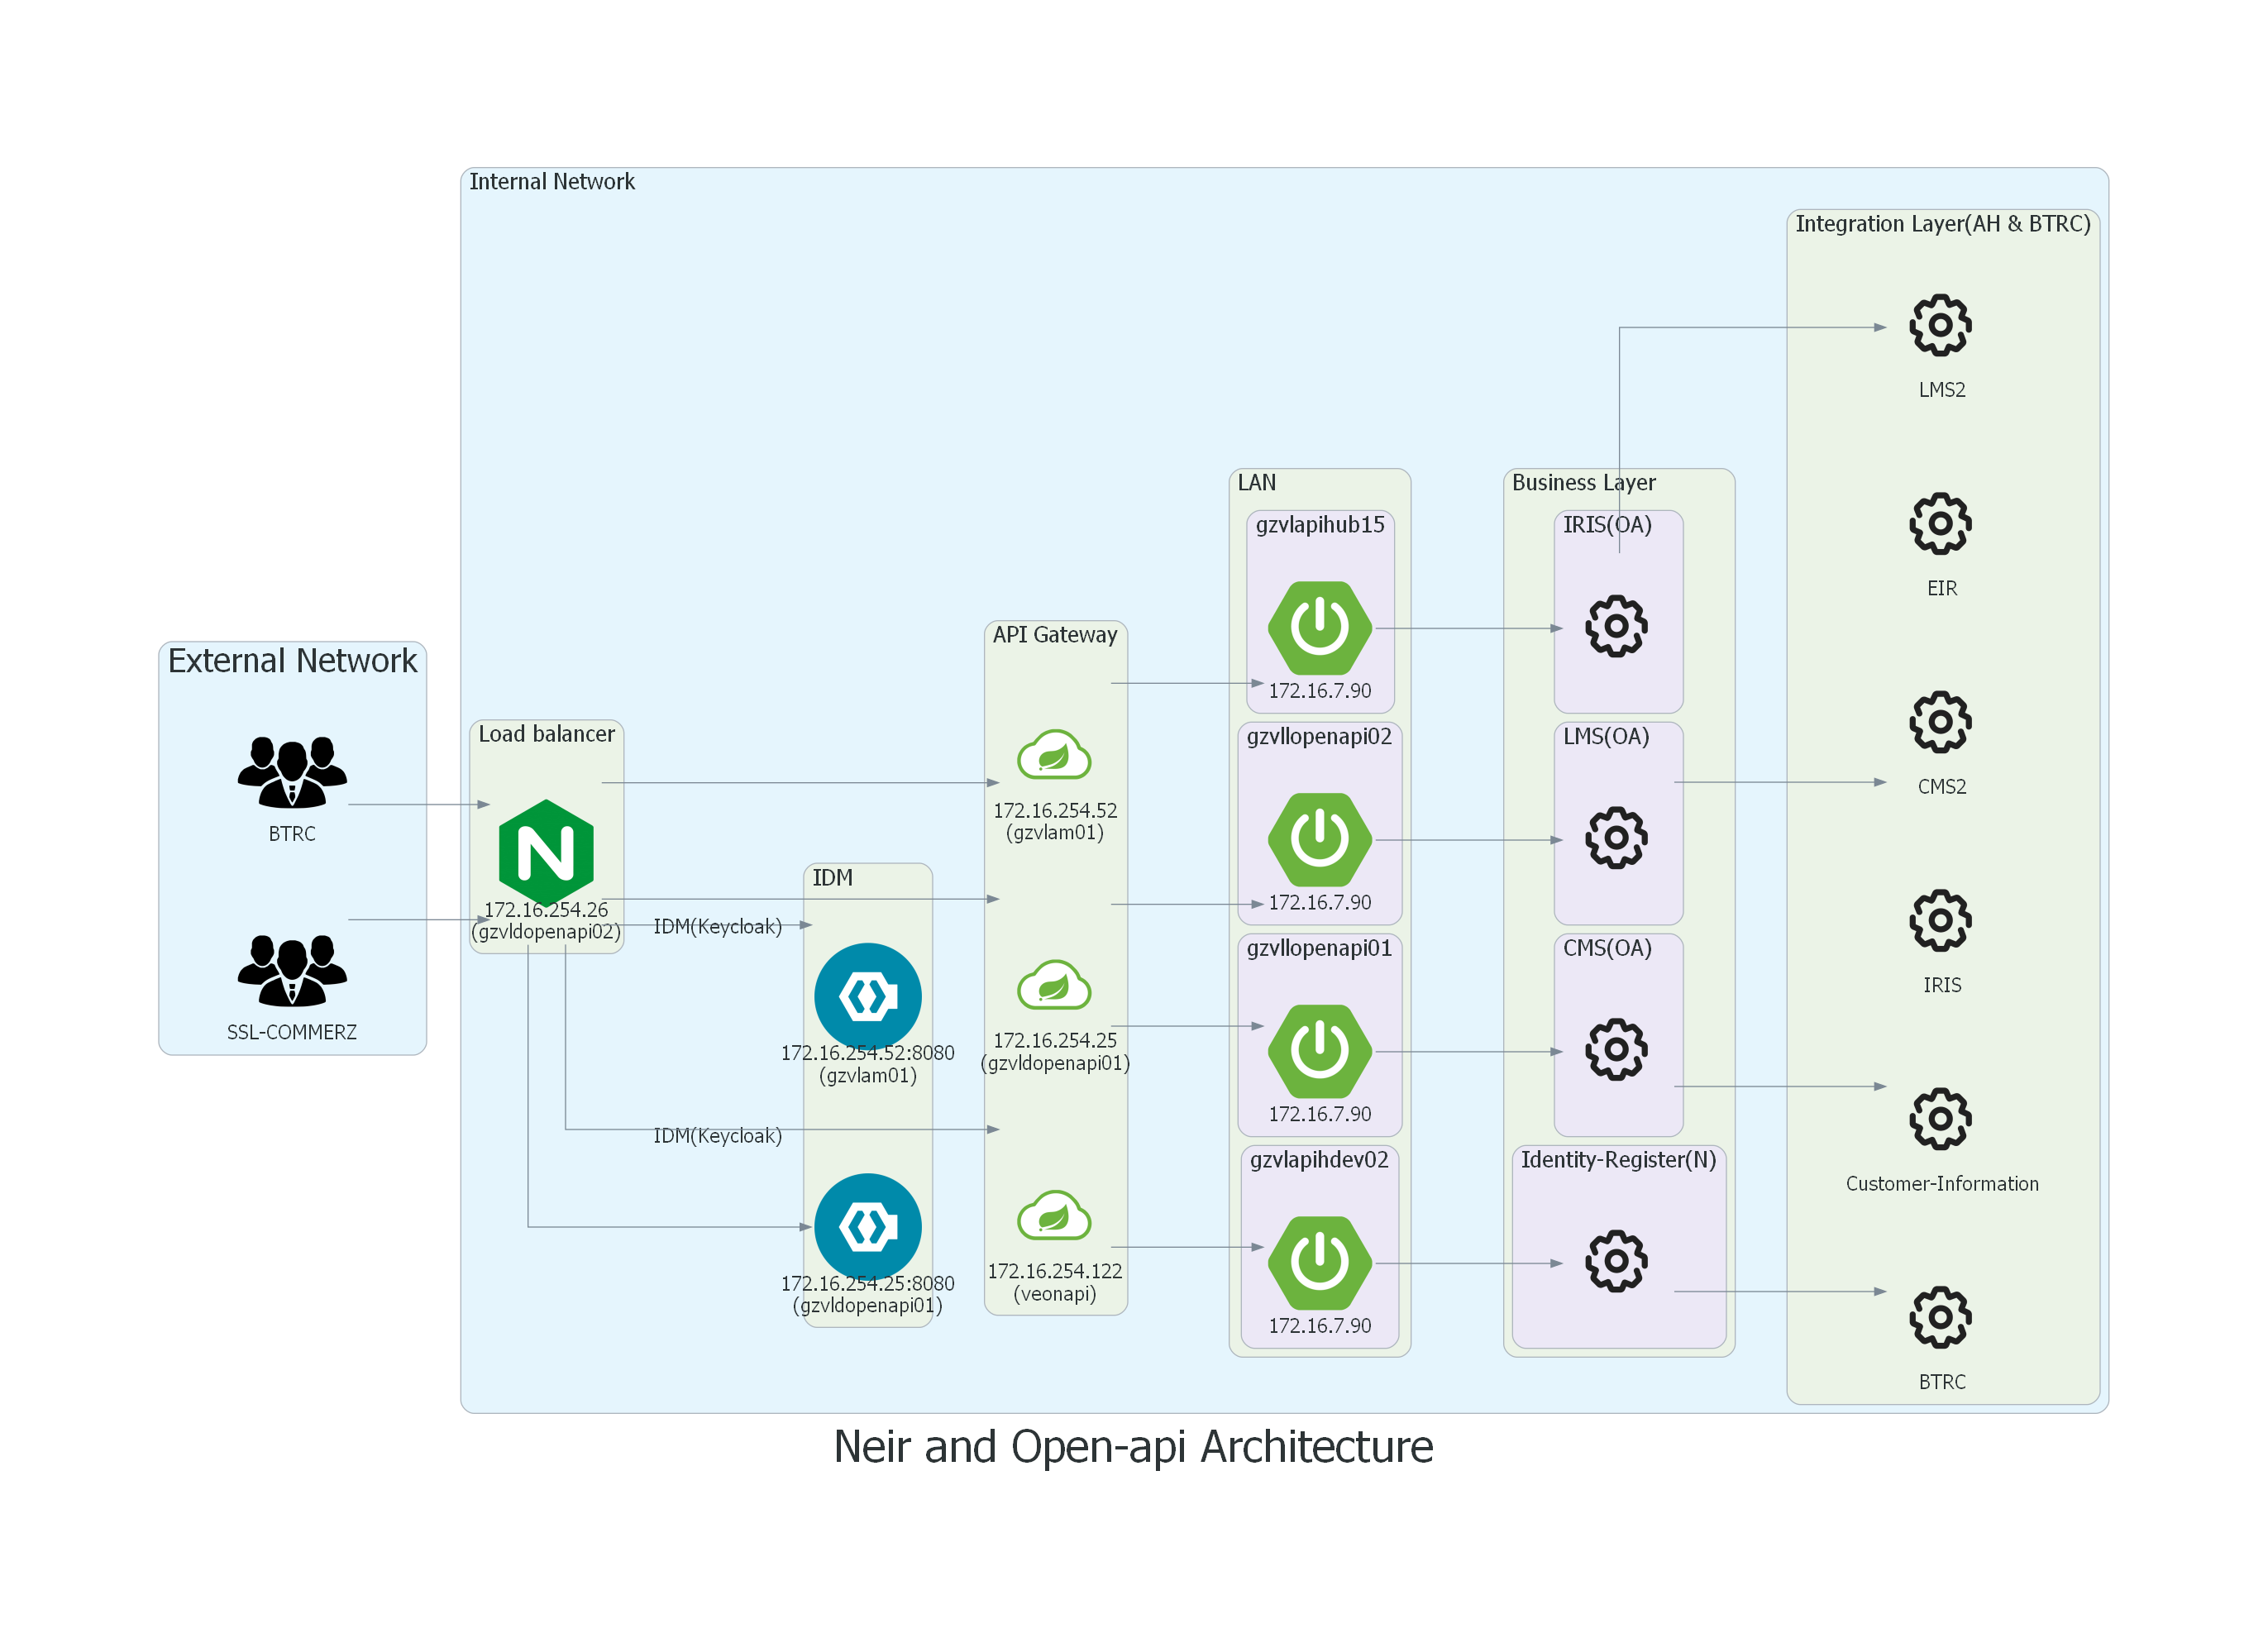 Internal Network
Integration Layer(AH & BTRC)
LMS2
EIR
CMS2
IRIS
Customer-Information
BTRC
External Network
BTRC
SSL-COMMERZ
Load balancer
172.16.254.26
(gzvldopenapi02)
IDM(Keycloak)
IDM(Keycloak)
IDM
172.16.254.52:8080
(gzvlam01)
172.16.254.25:8080
(gzvldopenapi01)
API Gateway
172.16.254.52
(gzvlam01)
172.16.254.25
(gzvldopenapi01)
172.16.254.122
(veonapi)
LAN
gzvlapihub15
172.16.7.90
gzvllopenapi02
172.16.7.90
gzvllopenapi01
172.16.7.90
gzvlapihdev02
172.16.7.90
Business Layer
IRIS(OA)
LMS(OA)
CMS(OA)
Identity-Register(N)
Neir and Open-api Architecture